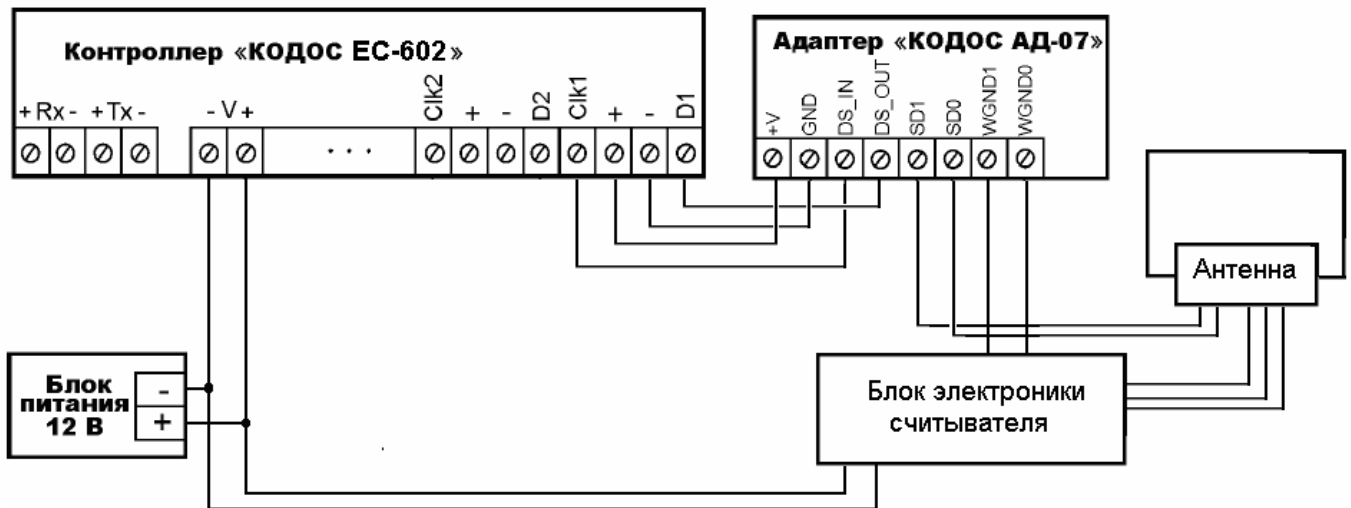 Контроллер «КОДОС ЕС-602»
+ Rx - + Tx - - V + Clk2 + - D2 Clk1 + - D1
. . .
Адаптер «КОДОС АД-07»
+V GND DS_IN DS_OUT SD1 SD0 WGND1 WGND0
Антенна
Блок
питания
12 В
-
+
Блок электроники
считывателя